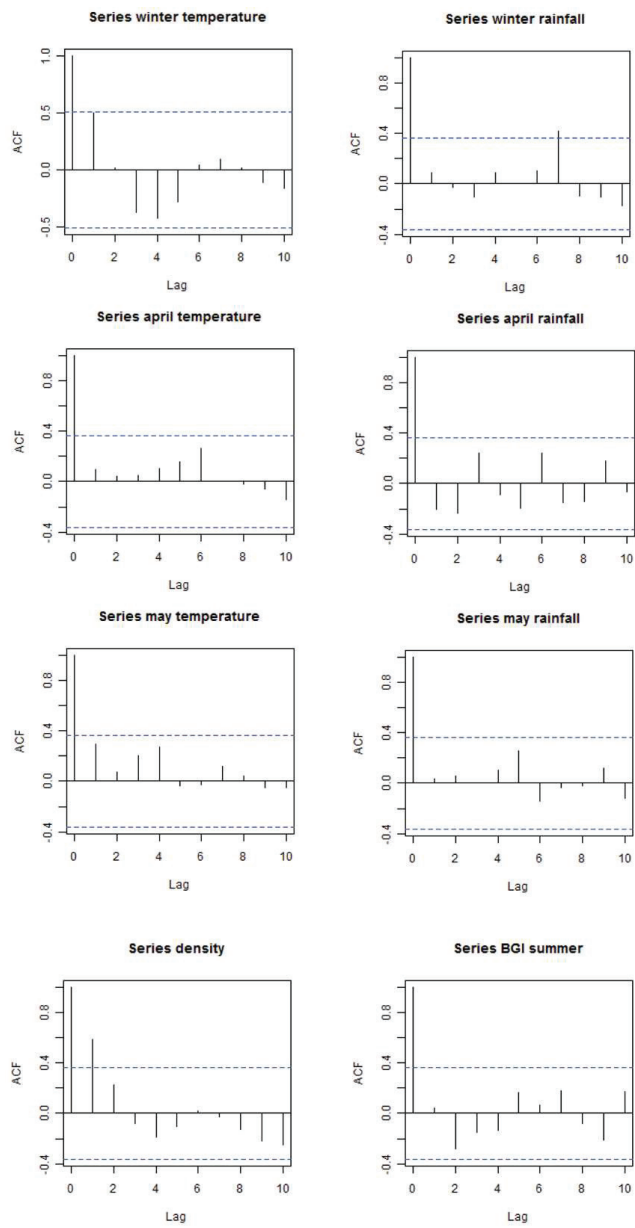 Series winter temperature
ACF
1.0
0.5
0.0
-0.5
0 2 4 6 8 10
Lag
Series winter rainfall
ACF
0.8
0.4
0.0
-0.4
0 2 4 6 8 10
Lag
Series april temperature
ACF
0.8
0.4
0.0
-0.4
0 2 4 6 8 10
Lag
Series april rainfall
ACF
0.8
0.4
0.0
-0.4
0 2 4 6 8 10
Lag
Series may temperature
ACF
0.8
0.4
0.0
-0.4
0 2 4 6 8 10
Lag
Series may rainfall
ACF
0.8
0.4
0.0
-0.4
0 2 4 6 8 10
Lag
Series density
ACF
0.8
0.4
0.0
-0.4
0 2 4 6 8 10
Lag
Series BGI summer
ACF
0.8
0.4
0.0
-0.4
0 2 4 6 8 10
Lag